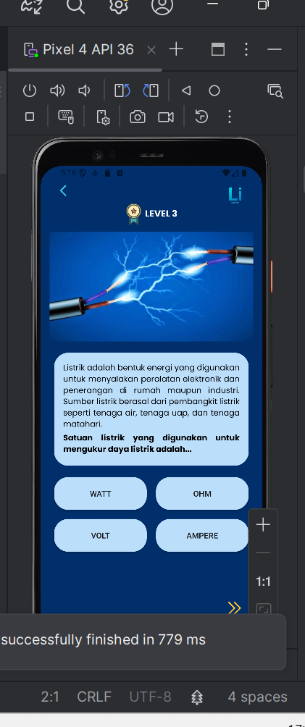 Pixel 4 API 36
5:16
Li
LEVEL 3
Listrik adalah bentuk energi yang digunakan
untuk menyalakan peralatan elektronik dan
penerangan di rumah maupun industri.
Sumber listrik berasal dari pembangkit listrik
seperti tenaga air, tenaga uap, dan tenaga
matahari.
Satuan listrik yang digunakan untuk
mengukur daya listrik adalah...
WATT
OHM
VOLT
AMPERE
1:1
successfully finished in 779 ms
2:1 CRLF UTF-8 4 spaces